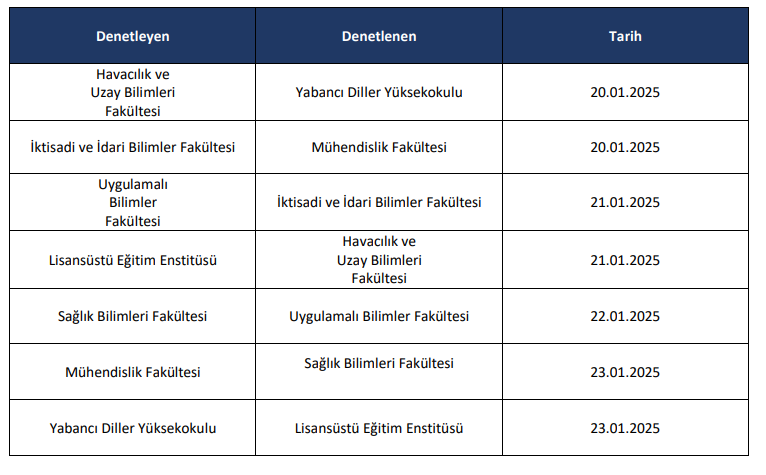 Denetleyen Denetlenen Tarih
Havacılık ve
Uzay Bilimleri
Fakültesi
Yabancı Diller Yüksekokulu
20.01.2025
İktisadi ve İdari Bilimler Fakültesi
Mühendislik Fakültesi
20.01.2025
Uygulamalı
Bilimler
Fakültesi
İktisadi ve İdari Bilimler Fakültesi
21.01.2025
Lisansüstü Eğitim Enstitüsü
Havacılık ve
Uzay Bilimleri
Fakültesi
21.01.2025
Sağlık Bilimleri Fakültesi
Uygulamalı Bilimler Fakültesi
22.01.2025
Mühendislik Fakültesi
Sağlık Bilimleri Fakültesi
23.01.2025
Yabancı Diller Yüksekokulu
Lisansüstü Eğitim Enstitüsü
23.01.2025